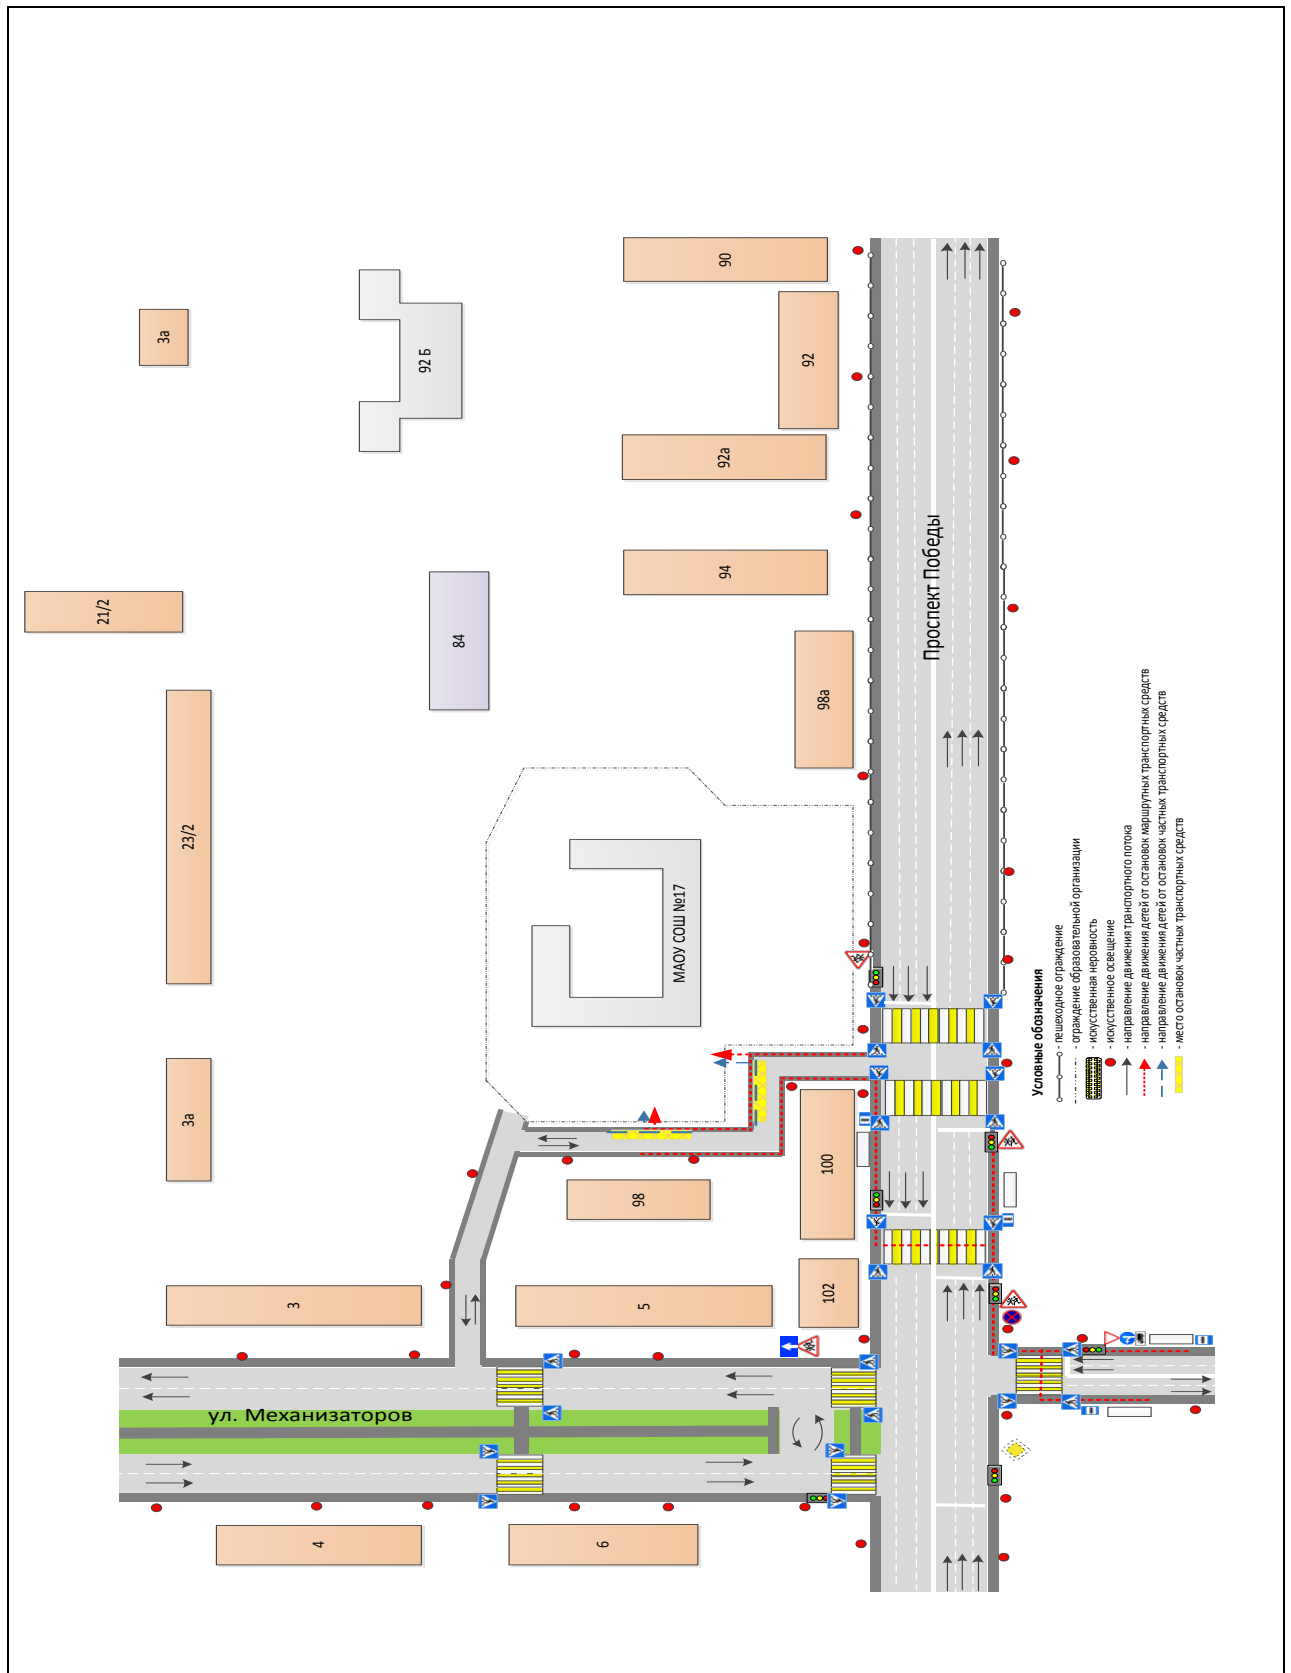 3а
92 Б
90
92
92а
21/2
84
94
Проспект Победы
23/2
98а
МАОУ СОШ №17
3а
98
100
3
5
102
ул. Механизаторов
4
6
Условные обозначения
- пешеходное ограждение
- ограждение образовательной организации
- искусственная неровность
- искусственное освещение
- направление движения транспортного потока
- направление движения детей от остановок маршрутных транспортных средств
- направление движения детей от остановок частных транспортных средств
- место остановок частных транспортных средств